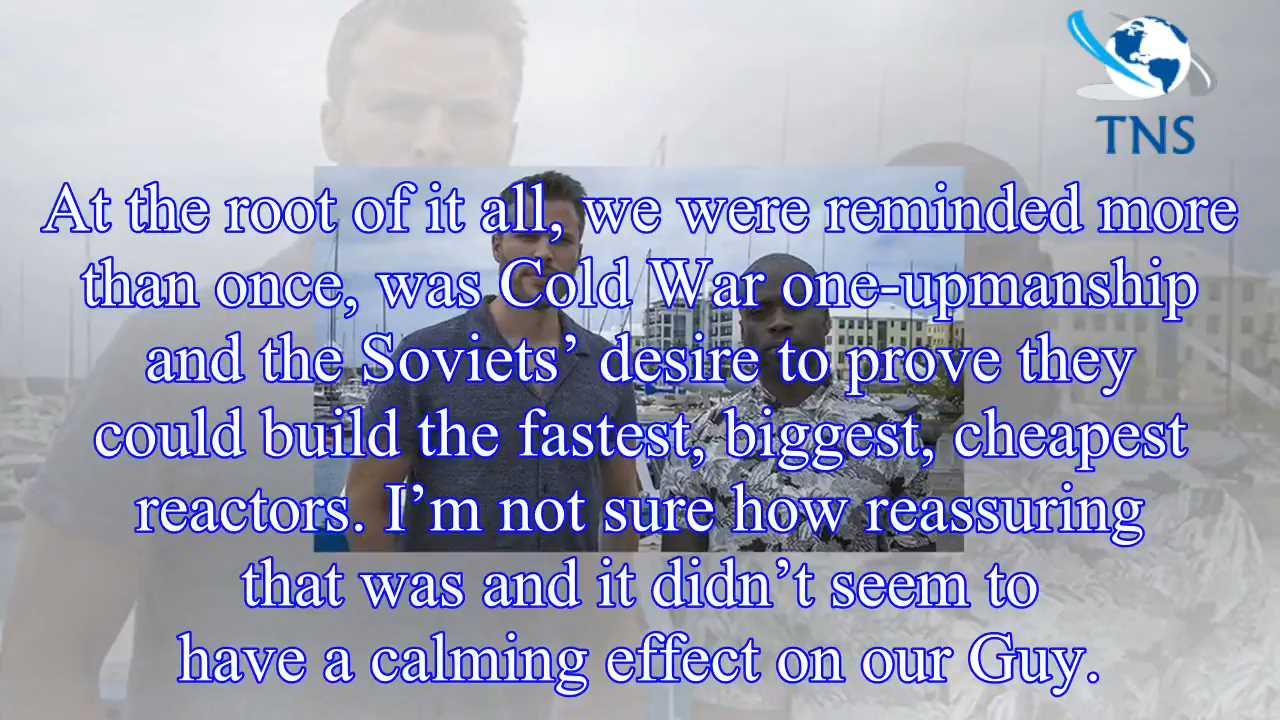 TNS
At the root of it all, we were reminded more
than once, was Cold War one-upmanship
and the Soviets’ desire to prove they
could build the fastest, biggest, cheapest
reactors. I’m not sure how reassuring
that was and it didn’t seem to
have a calming effect on our Guy.